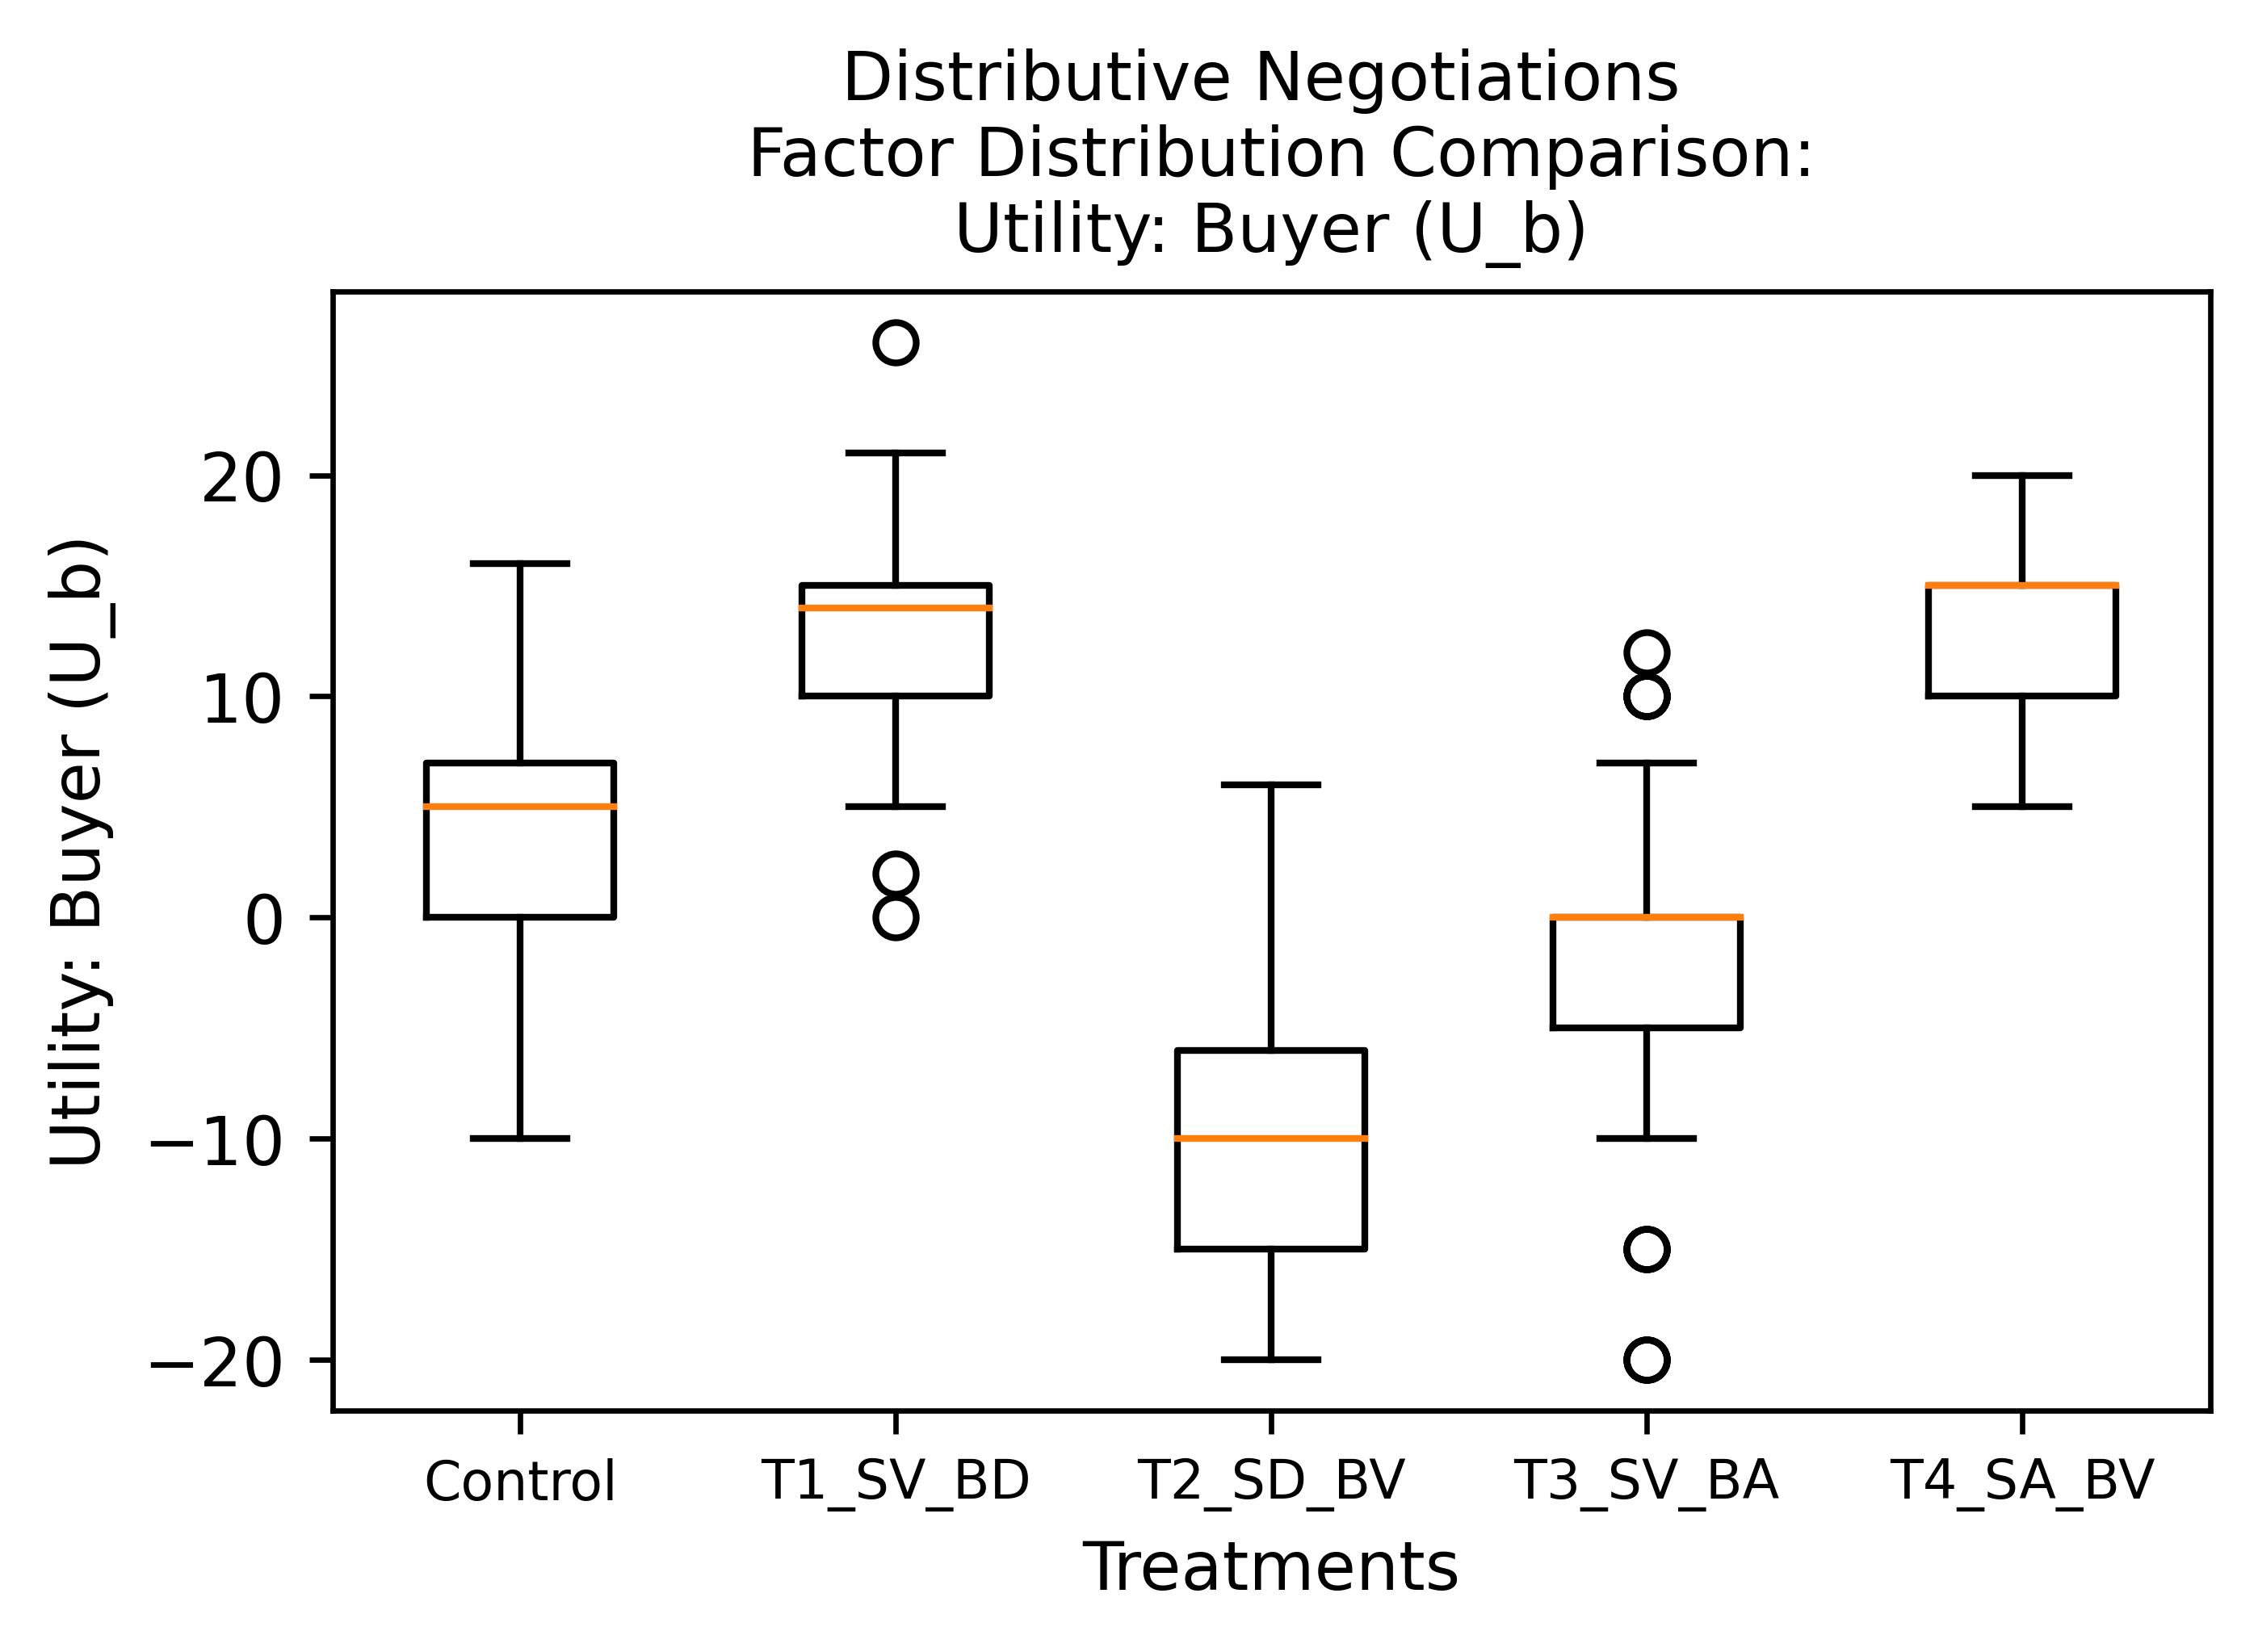 Distributive Negotiations
Factor Distribution Comparison:
Utility: Buyer (U_b)
Utility: Buyer (U_b)
20
10
0
−10
−20
Control
T1_SV_BD
T2_SD_BV
T3_SV_BA
T4_SA_BV
Treatments